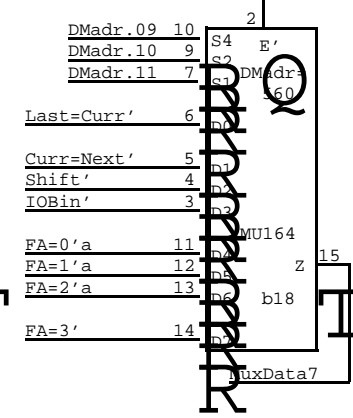 2
DMadr.09 10 S4 E'
DMadr.10 9 S2
DMadr.11 7 S1 DMadr=
560
Last=Curr' 6 D0
Curr=Next' 5 D1
Shift' 4 D2
IOBin' 3 D3
MU164
FA=0'a 11 D4
FA=1'a 12 D5 Z 15
FA=2'a 13 D6 b18
FA=3' 14 D7
MuxData7